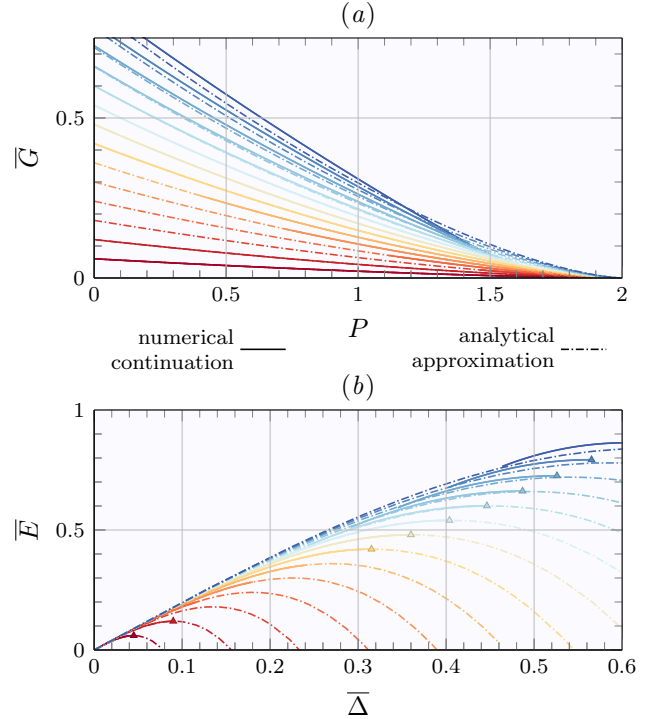 (a)
G
0.5
0
0 0.5 1 1.5 2
P
numerical continuation
analytical approximation
(b)
1
E
0.5
0
0 0.1 0.2 0.3 0.4 0.5 0.6
Δ